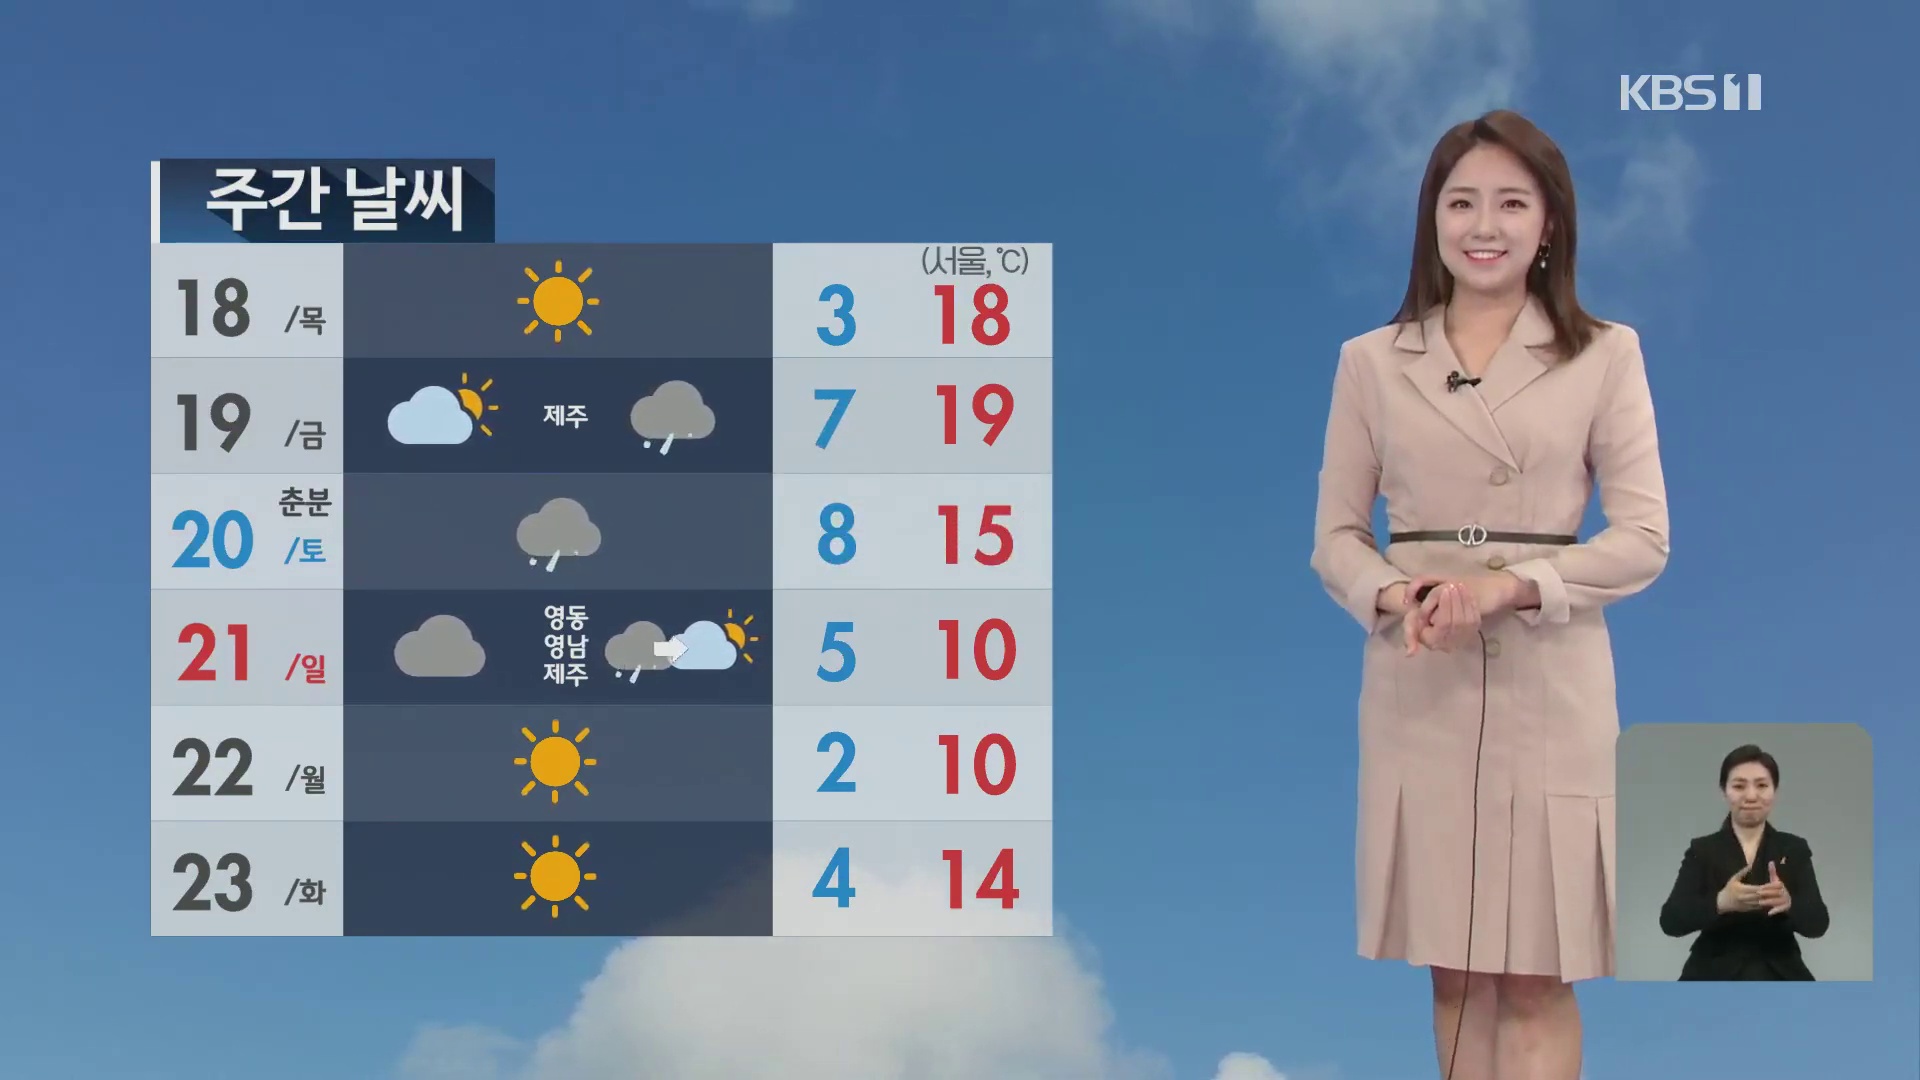 KBS 1
주간 날씨
(서울, ℃)
18 /목 3 18
19 /금 제주 7 19
20 춘분 /토 8 15
21 /일 영동 영남 제주 5 10
22 /월 2 10
23 /화 4 14